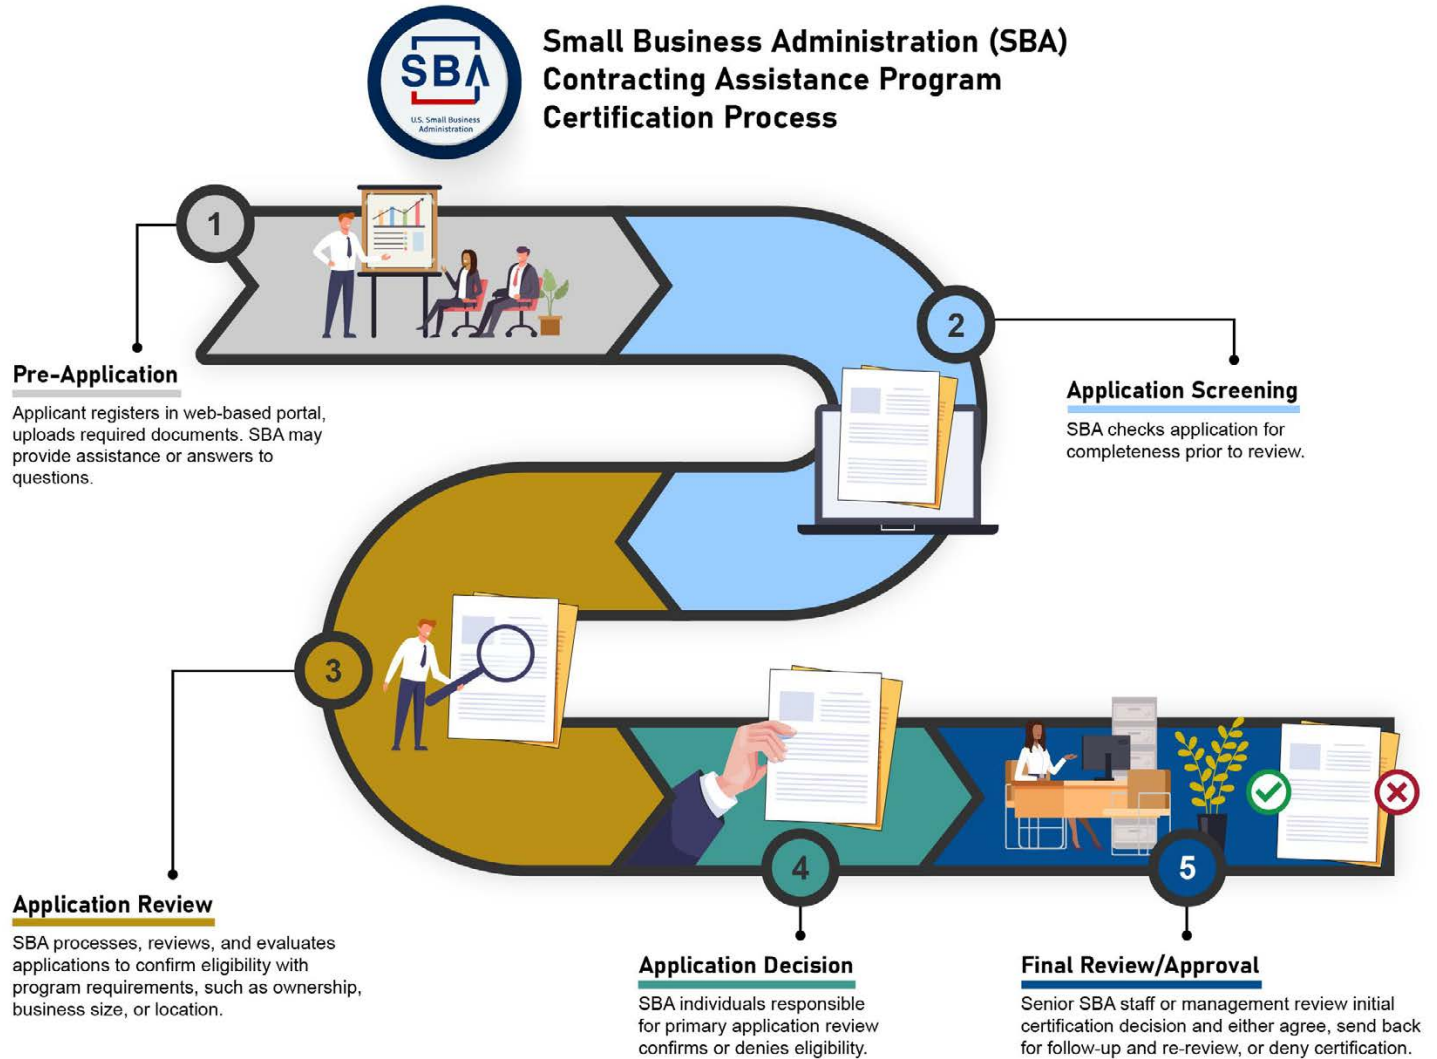 SBA
U.S. Small Business
Administration
Small Business Administration (SBA)
Contracting Assistance Program
Certification Process
1
Pre-Application
Applicant registers in web-based portal,
uploads required documents. SBA may
provide assistance or answers to
questions.
2
Application Screening
SBA checks application for
completeness prior to review.
3
Application Review
SBA processes, reviews, and evaluates
applications to confirm eligibility with
program requirements, such as ownership,
business size, or location.
4
Application Decision
SBA individuals responsible
for primary application review
confirms or denies eligibility.
5
Final Review/Approval
Senior SBA staff or management review initial
certification decision and either agree, send back
for follow-up and re-review, or deny certification.